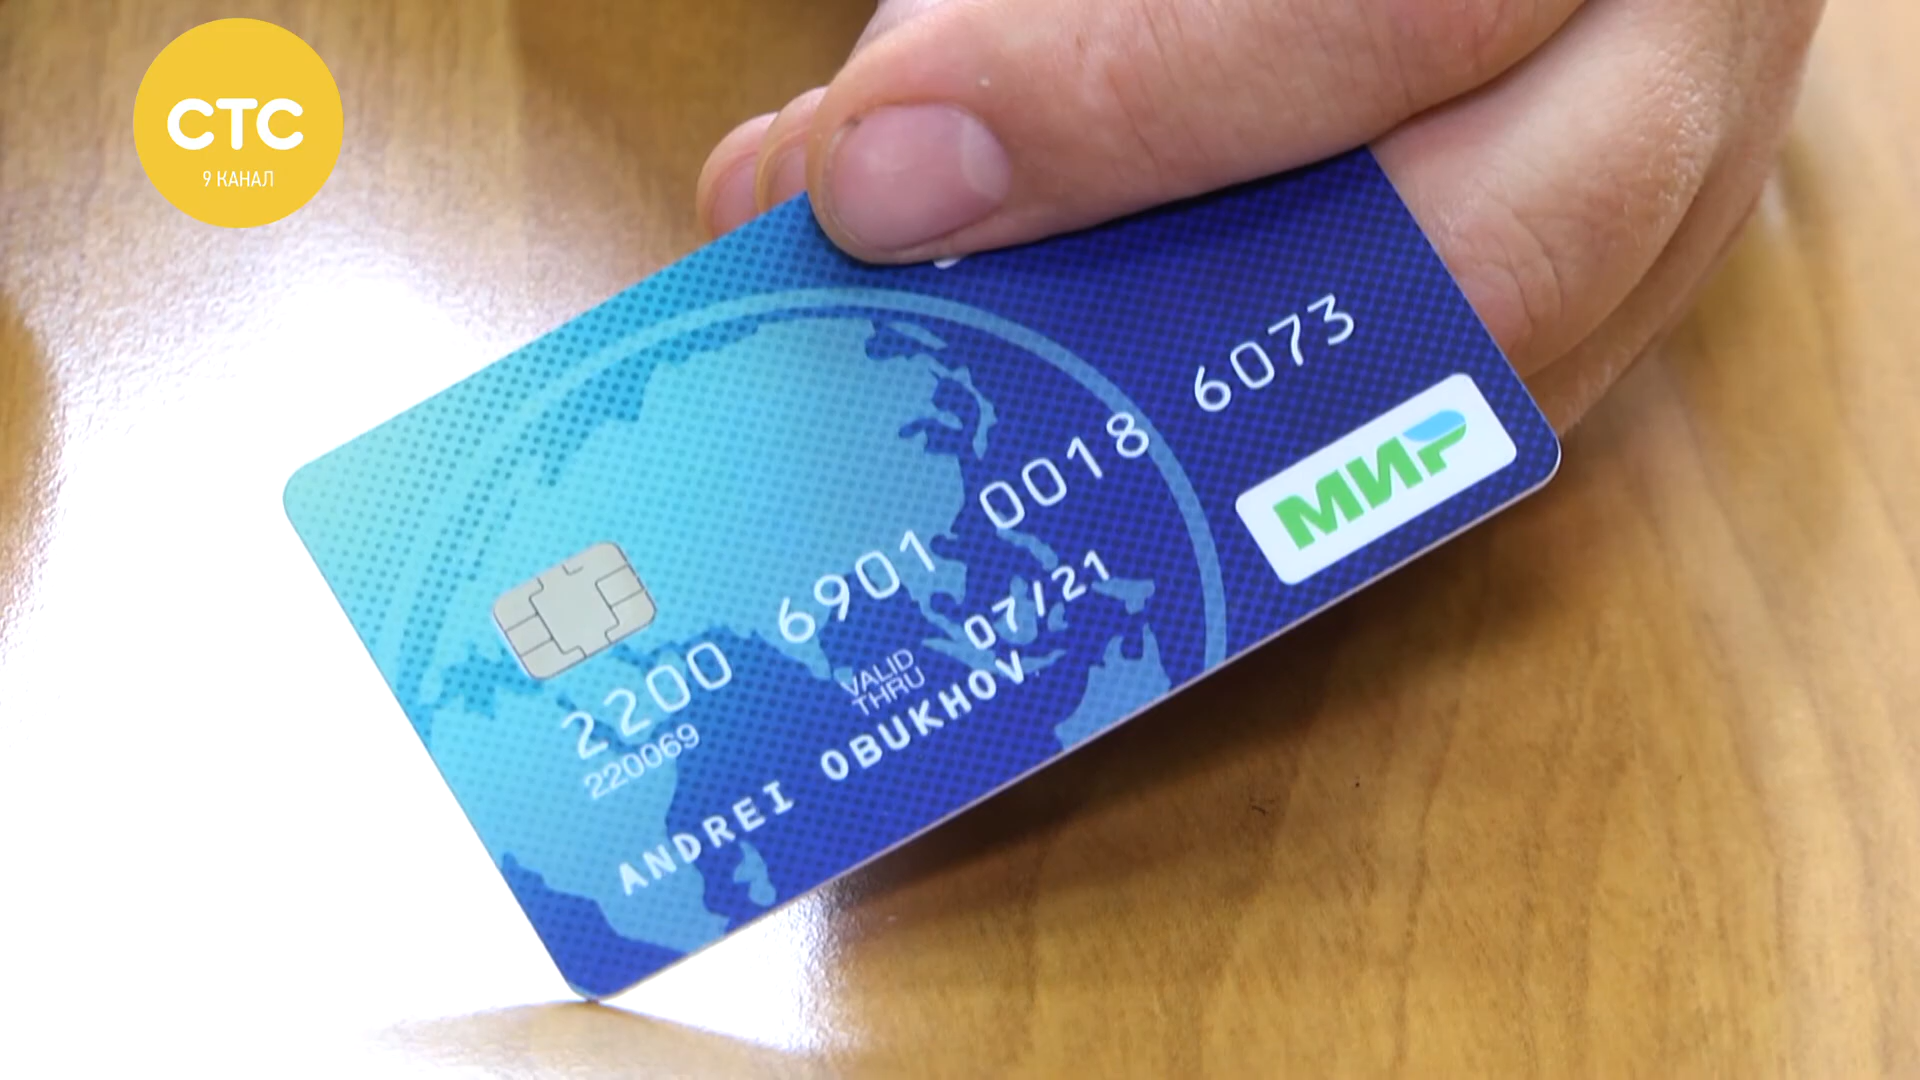 СТС
9 КАНАЛ
2200 6901 0018 6073
220069
VALID
THRU
07/21
ANDREI OBUKHOV
МИР